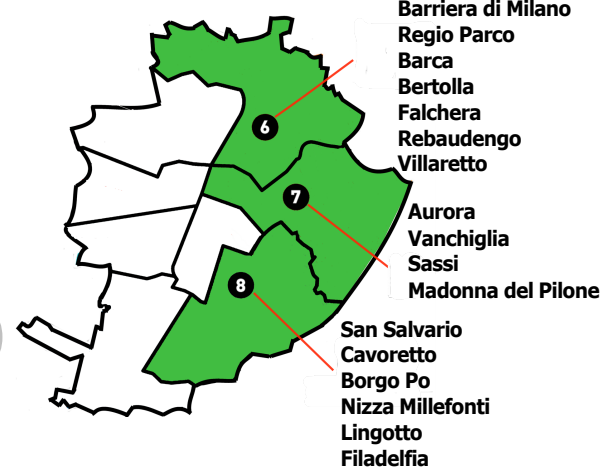 Barriera di Milano
Regio Parco
Barca
Bertolla
Falchera
Rebaudengo
Villaretto
6
7
Aurora
Vanchiglia
Sassi
Madonna del Pilone
8
San Salvario
Cavoretto
Borgo Po
Nizza Millefonti
Lingotto
Filadelfia